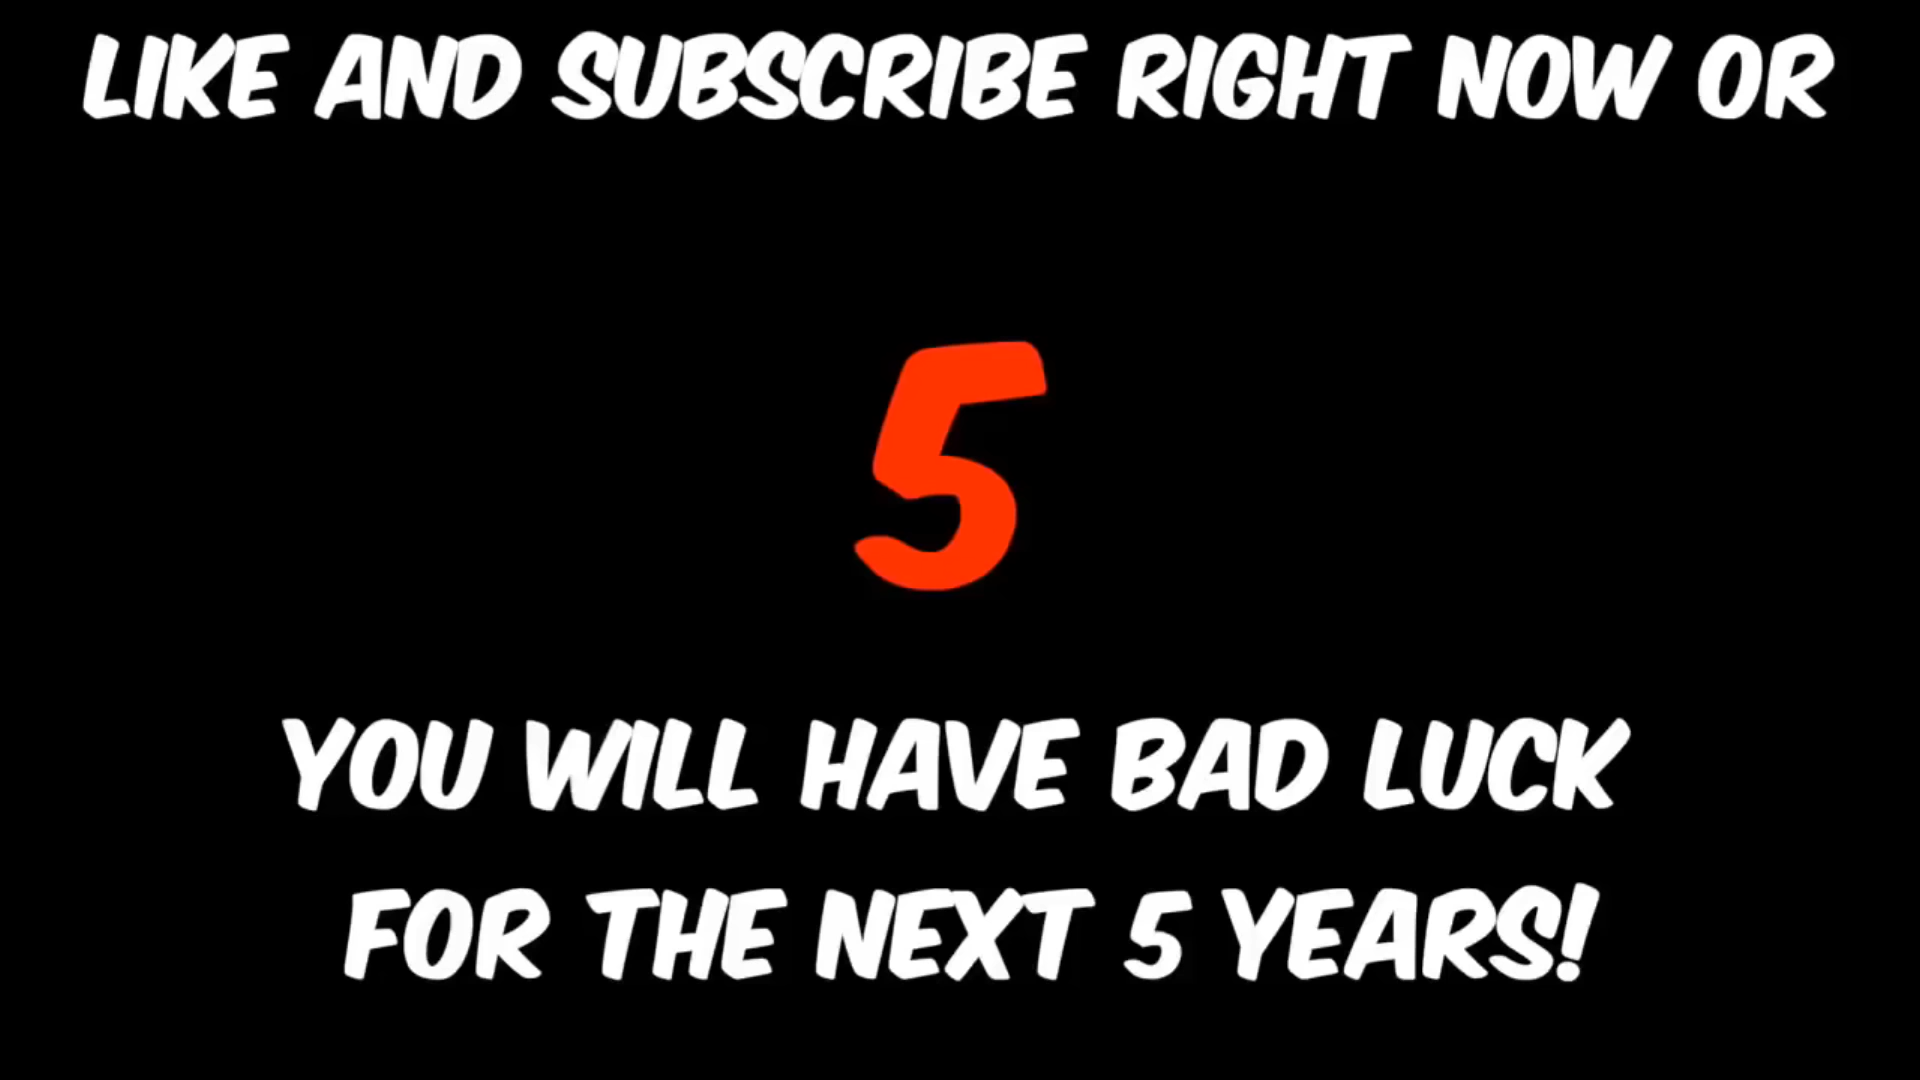 LIKE AND SUBSCRIBE RIGHT NOW OR
5
YOU WILL HAVE BAD LUCK
FOR THE NEXT 5 YEARS!